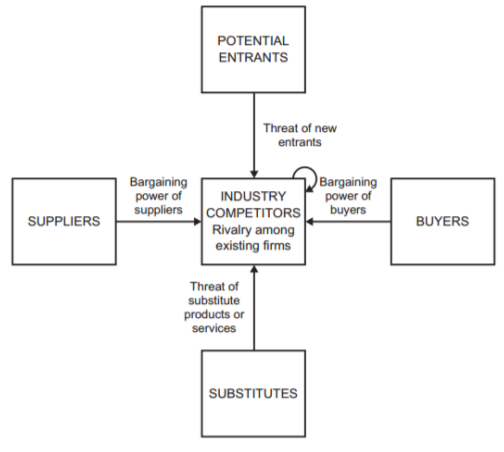 POTENTIAL
ENTRANTS
Threat of new
entrants
Bargaining
power of
suppliers
Bargaining
power of
buyers
SUPPLIERS
INDUSTRY
COMPETITORS
Rivalry among
existing firms
BUYERS
Threat of
substitute
products or
services
SUBSTITUTES